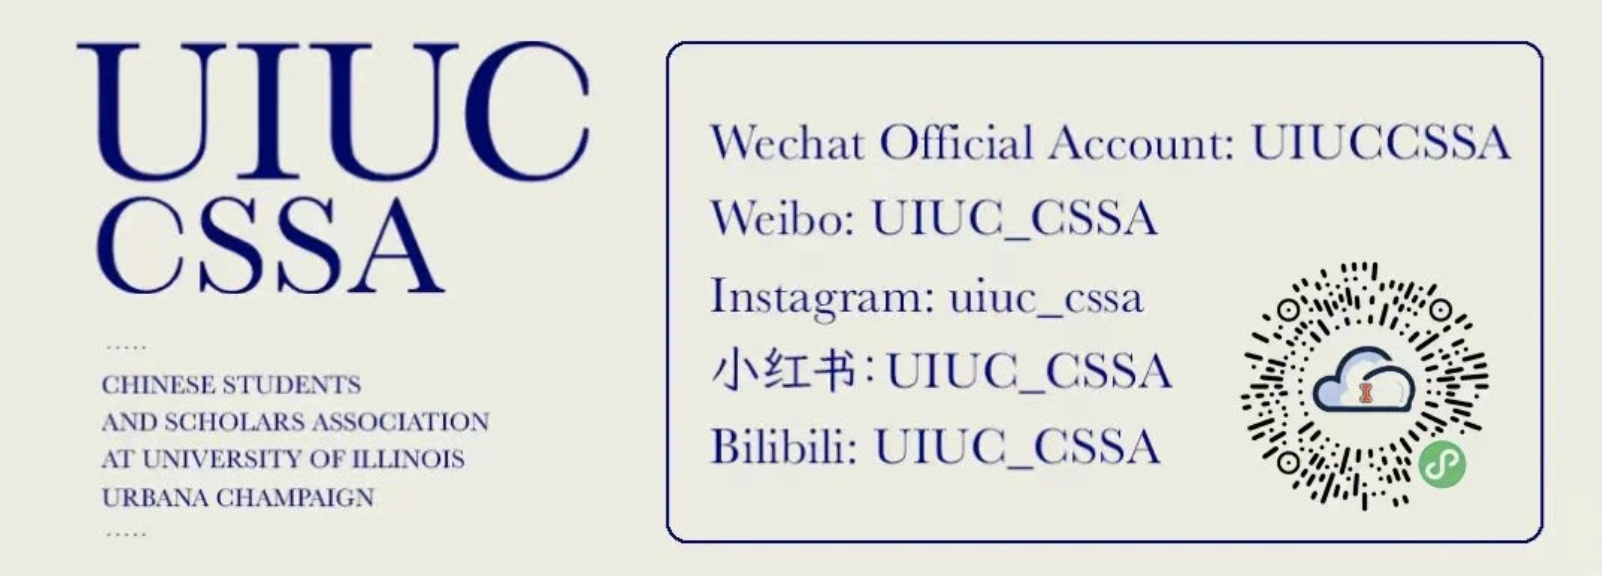 UIUC
CSSA
.....
CHINESE STUDENTS
AND SCHOLARS ASSOCIATION
AT UNIVERSITY OF ILLINOIS
URBANA CHAMPAIGN
.....
Wechat Official Account: UIUCCSSA
Weibo: UIUC_CSSA
Instagram: uiuc_cssa
小红书: UIUC_CSSA
Bilibili: UIUC_CSSA
I